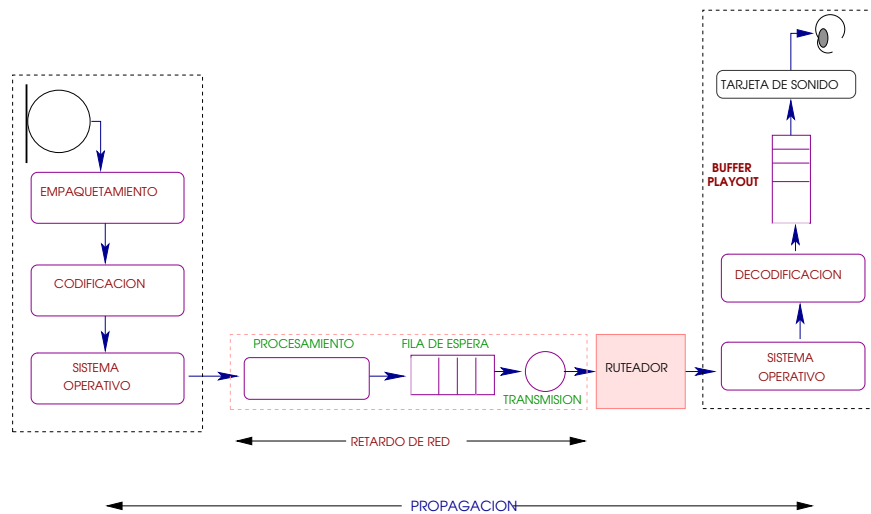 EMPAQUETAMIENTO
CODIFICACION
SISTEMA
OPERATIVO
PROCESAMIENTO
FILA DE ESPERA
TRANSMISION
RUTEADOR
SISTEMA
OPERATIVO
DECODIFICACION
BUFFER
PLAYOUT
TARJETA DE SONIDO
RETARDO DE RED
PROPAGACION